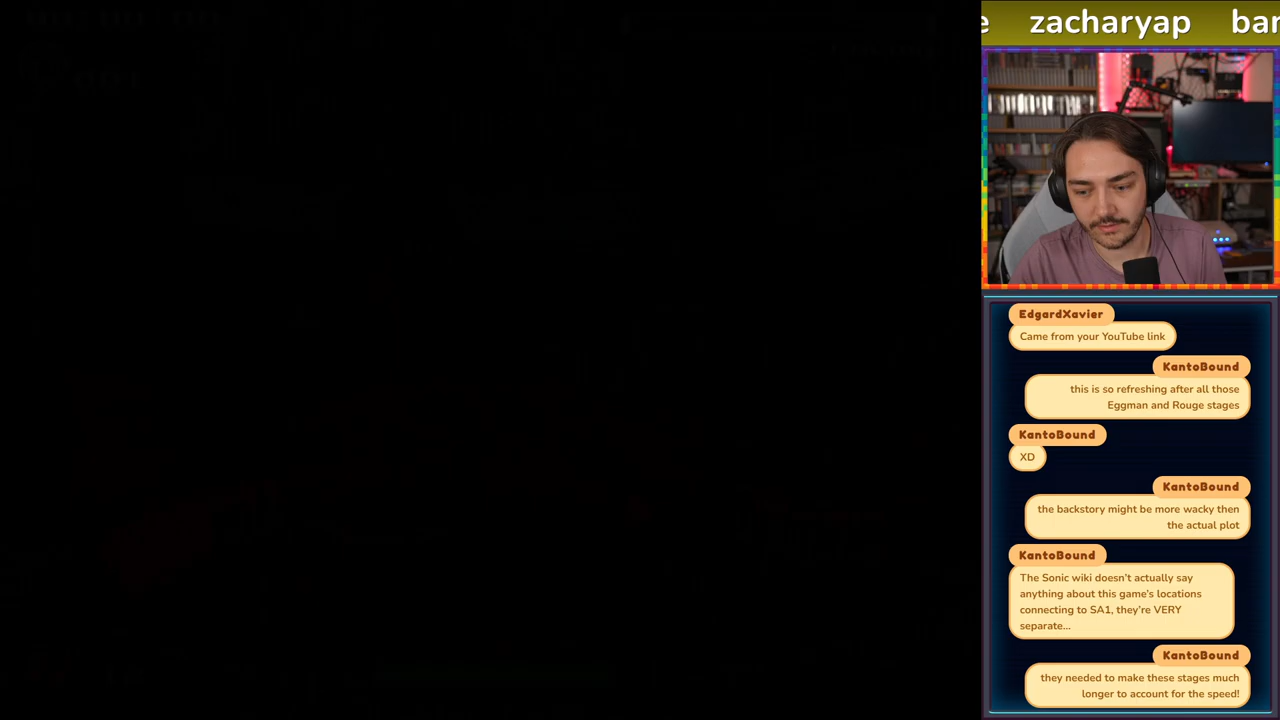 zacharyap
EdgardXavier
Came from your YouTube link
KantoBound
this is so refreshing after all those
Eggman and Rouge stages
KantoBound
XD
KantoBound
the backstory might be more wacky then
the actual plot
KantoBound
The Sonic wiki doesn't actually say
anything about this game's locations
connecting to SA1, they're VERY
separate...
KantoBound
they needed to make these stages much
longer to account for the speed!